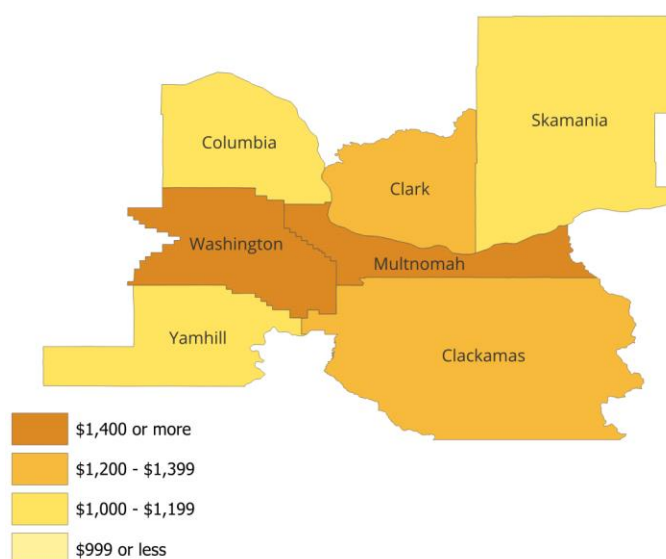 Skamania
Columbia
Clark
Washington
Multnomah
Yamhill
Clackamas
$1,400 or more
$1,200 - $1,399
$1,000 - $1,199
$999 or less